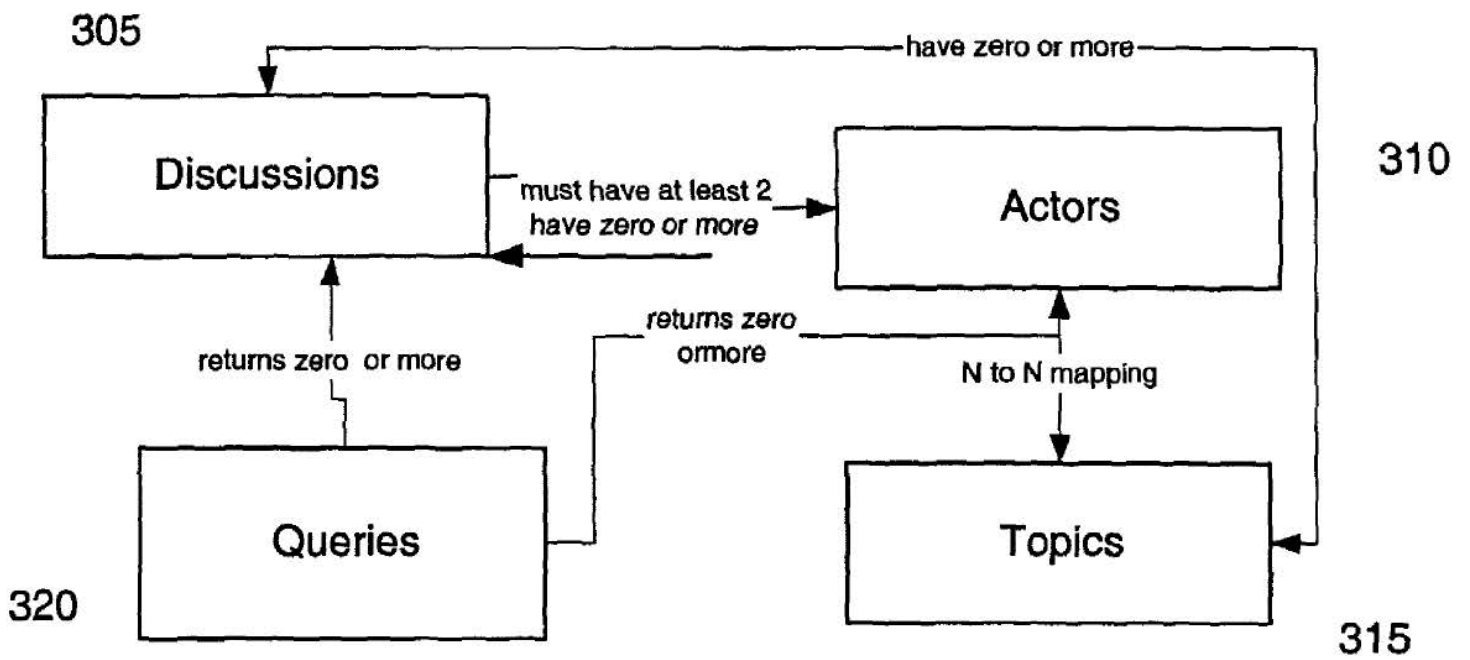 305
have zero or more
Discussions
310
must have at least 2
have zero or more
Actors
returns zero
ormore
returns zero or more
N to N mapping
Queries
Topics
320
315